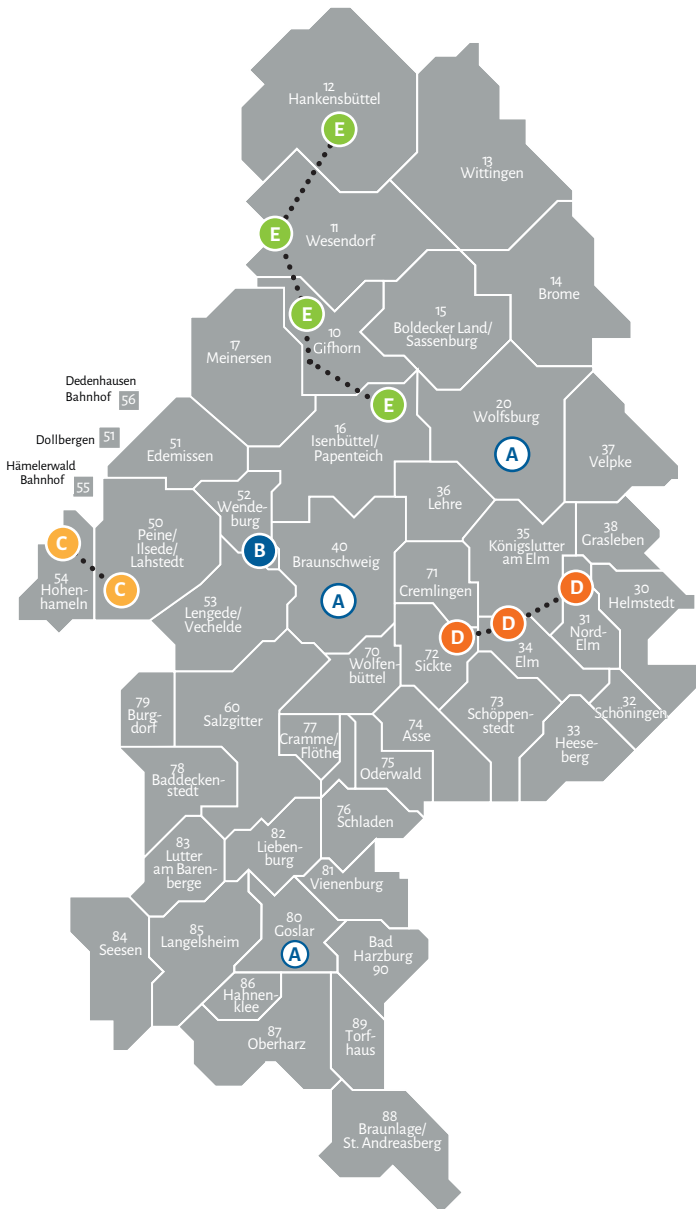 12
Hankensbüttel
E
13
Wittingen
E
11
Wesendorf
14
Brome
E
10
Gifhorn
15
Boldecker Land/
Sassenburg
17
Meinersen
Dedenhausen
Bahnhof 56
E
20
Wolfsburg
A
16
Isenbüttel/
Papenteich
Dollbergen 51
51
Edemissen
37
Velpke
Hämelerwald
Bahnhof 55
52
Wende-
burg
36
Lehre
50
Peine/
Ilsede/
Lahstedt
35
Königslutter
am Elm
38
Grasleben
C
B
40
Braunschweig
A
54
Hohen-
hameln
C
71
Cremlingen
D
30
Helmstedt
53
Lengede/
Vechelde
D
D
31
Nord-
Elm
70
Wolfen-
büttel
72
Sickte
34
Elm
79
Burg-
dorf
60
Salzgitter
73
Schöppen-
stedt
32
Schöningen
77
Cramme/
Flöthe
74
Asse
33
Heese-
berg
78
Baddecken-
stedt
75
Oderwald
76
Schladen
83
Lutter
am Baren-
berge
82
Lieben-
burg
81
Vienenburg
84
Seesen
85
Langelsheim
80
Goslar
A
Bad
Harzburg
90
86
Hahnen-
klee
87
Oberharz
89
Torf-
haus
88
Braunlage/
St. Andreasberg